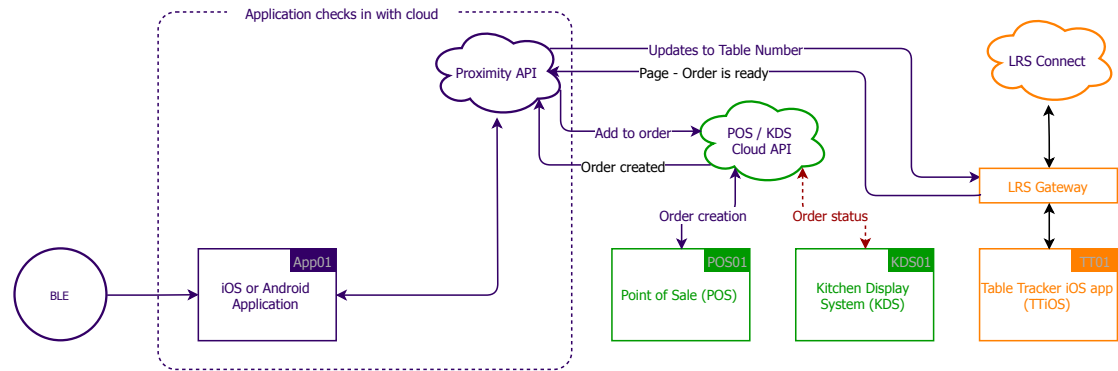 Application checks in with cloud
Proximity API
Updates to Table Number
Page - Order is ready
LRS Connect
Add to order
POS / KDS
Cloud API
Order created
LRS Gateway
Order creation
Order status
App01
POS01
KDS01
TT01
BLE
iOS or Android
Application
Point of Sale (POS)
Kitchen Display
System (KDS)
Table Tracker iOS app
(TTiOS)